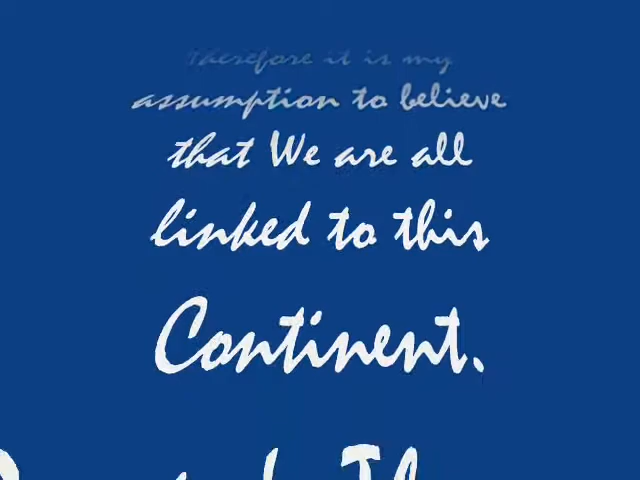 Therefore it is my
assumption to believe
that We are all
linked to this
Continent.